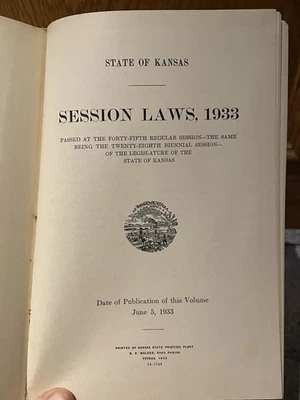 STATE OF KANSAS
SESSION LAWS, 1933
PASSED AT THE FORTY-FIFTH REGULAR SESSION—THE SAME
BEING THE TWENTY-EIGHTH BIENNIAL SESSION—
OF THE LEGISLATURE OF THE
STATE OF KANSAS
Date of Publication of this Volume
June 5, 1933
PRINTED BY KANSAS STATE PRINTING PLANT
State Printer
TOPEKA, 1933